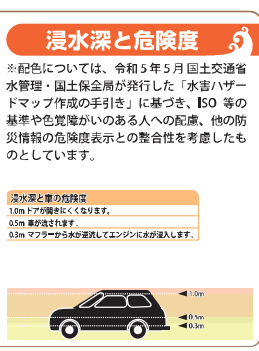 浸水深と危険度
※配色については、令和5年5月国土交通省
水管理・国土保全局が発行した「水害ハザー
ドマップ作成の手引き」に基づき、ISO 等の
基準や色覚障がいのある人への配慮、他の防
災情報の危険度表示との整合性を考慮したも
のとしています。
浸水深と車の危険度
1.0m ドアが開きにくくなります。
0.5m 車が流されます。
0.3m マフラーから水が逆流してエンジンに水が浸入します。
◀1.0m
◀0.5m
◀0.3m